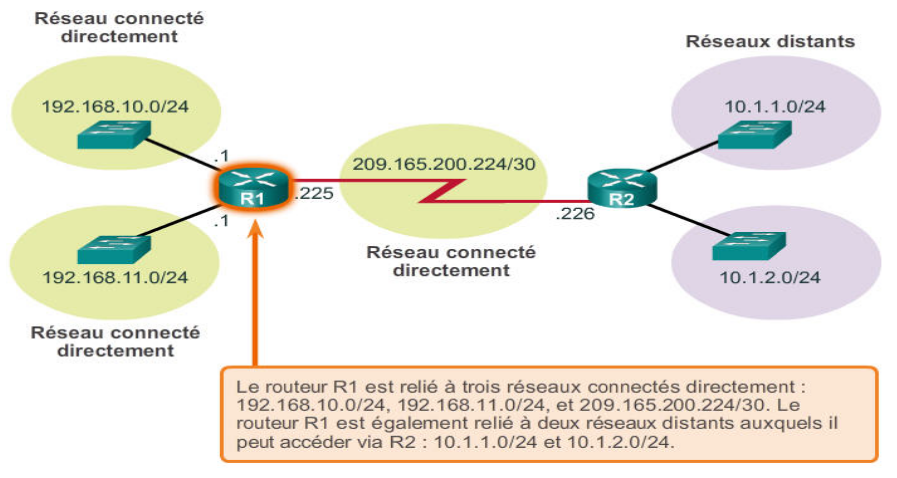 Réseau connecté
directement
Réseaux distants
192.168.10.0/24
10.1.1.0/24
.1
209.165.200.224/30
R1
.225
R2
.226
.1
192.168.11.0/24
Réseau connecté
directement
10.1.2.0/24
Réseau connecté
directement
Le routeur R1 est relié à trois réseaux connectés directement :
192.168.10.0/24, 192.168.11.0/24, et 209.165.200.224/30. Le
routeur R1 est également relié à deux réseaux distants auxquels il
peut accéder via R2 : 10.1.1.0/24 et 10.1.2.0/24.